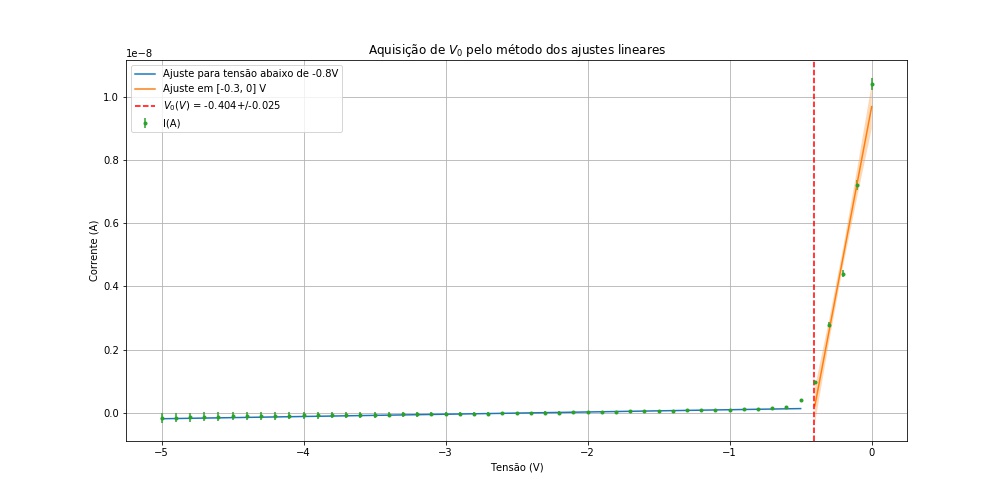 Aquisição de V₀ pelo método dos ajustes lineares
1e−8
Ajuste para tensão abaixo de -0.8V
Ajuste em [-0.3, 0] V
V₀(V) = -0.404+/-0.025
I(A)
1.0
0.8
0.6
0.4
0.2
0.0
Corrente (A)
−5 −4 −3 −2 −1 0
Tensão (V)